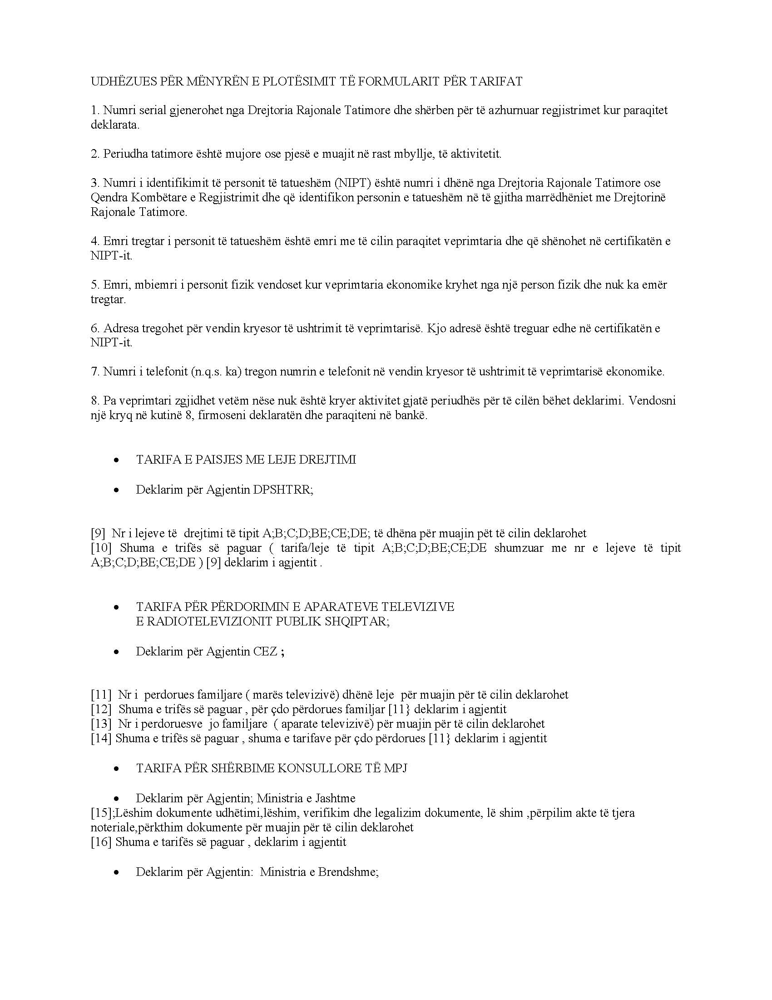 UDHËZUES PËR MËNYRËN E PLOTËSIMIT TË FORMULARIT PËR TARIFAT
1. Numri serial gjenerohet nga Drejtoria Rajonale Tatimore dhe shërben për të azhurnuar regjistrimet kur paraqitet
deklarata.
2. Periudha tatimore është mujore ose pjesë e muajit në rast mbyllje, të aktivitetit.
3. Numri i identifikimit të personit të tatueshëm (NIPT) është numri i dhënë nga Drejtoria Rajonale Tatimore ose
Qendra Kombëtare e Regjistrimit dhe që identifikon personin e tatueshëm në të gjitha marrëdhëniet me Drejtorinë
Rajonale Tatimore.
4. Emri tregtar i personit të tatueshëm është emri me të cilin paraqitet veprimtaria dhe që shënohet në certifikatën e
NIPT-it.
5. Emri, mbiemri i personit fizik vendoset kur veprimtaria ekonomike kryhet nga një person fizik dhe nuk ka emër
tregtar.
6. Adresa tregohet për vendin kryesor të ushtrimit të veprimtarisë. Kjo adresë është treguar edhe në certifikatën e
NIPT-it.
7. Numri i telefonit (n.q.s. ka) tregon numrin e telefonit në vendin kryesor të ushtrimit të veprimtarisë ekonomike.
8. Pa veprimtari zgjidhet vetëm nëse nuk është kryer aktivitet gjatë periudhës për të cilën bëhet deklarimi. Vendosni
një kryq në kutinë 8, firmoseni deklaratën dhe paraqiteni në bankë.
• TARIFA E PAISJES ME LEJE DREJTIMI
• Deklarim për Agjentin DPSHTRR;
[9] Nr i lejeve të drejtimi të tipit A;B;C;D;BE;CE;DE; të dhëna për muajin pët të cilin deklarohet
[10] Shuma e trifës së paguar ( tarifa/leje të tipit A;B;C;D;BE;CE;DE shumzuar me nr e lejeve të tipit
A;B;C;D;BE;CE;DE ) [9] deklarim i agjentit .
• TARIFA PËR PËRDORIMIN E APARATEVE TELEVIZIVE
E RADIOTELEVIZIONIT PUBLIK SHQIPTAR;
• Deklarim për Agjentin CEZ ;
[11] Nr i perdorues familjare ( marës televizivë) dhënë leje për muajin për të cilin deklarohet
[12] Shuma e trifës së paguar , për çdo përdorues familjar [11} deklarim i agjentit
[13] Nr i perdoruesve jo familjare ( aparate televizivë) për muajin për të cilin deklarohet
[14] Shuma e trifës së paguar , shuma e tarifave për çdo përdorues [11} deklarim i agjentit
• TARIFA PËR SHËRBIME KONSULLORE TË MPJ
• Deklarim për Agjentin; Ministria e Jashtme
[15];Lëshim dokumente udhëtimi,lëshim, verifikim dhe legalizim dokumente, lë shim ,përpilim akte të tjera
noteriale,përkthim dokumente për muajin për të cilin deklarohet
[16] Shuma e tarifës së paguar , deklarim i agjentit
• Deklarim për Agjentin: Ministria e Brendshme;